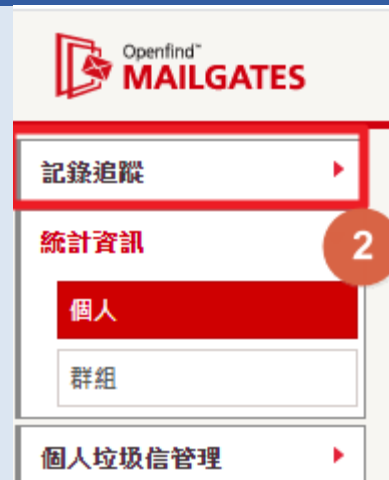 Openfind™
MAILGATES
記錄追蹤
統計資訊
2
個人
群組
個人垃圾信管理